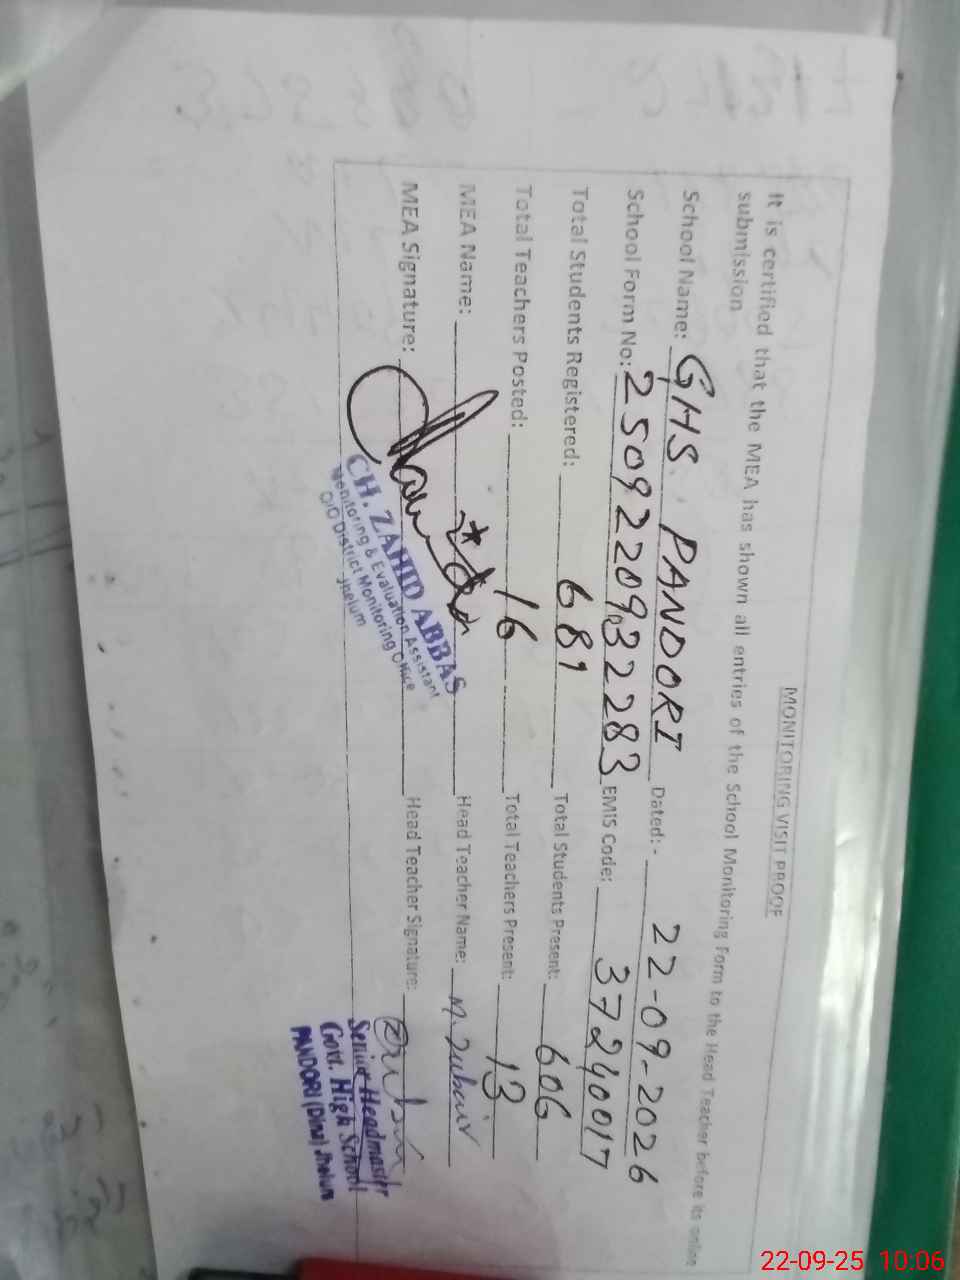 MONITORING VISIT PROOF
It is certified that the MEA has shown all entries of the School Monitoring Form to the Head Teacher before its online
submission
School Name: GHS. PANDORI Dated:- 22-09-2026
School Form No: 2509220932283 EMIS Code: 37240017
Total Students Registered: 681 Total Students Present: 606
Total Teachers Posted: 16 Total Teachers Present: 13
MEA Name: Head Teacher Name: M. Zubair
MEA Signature: Head Teacher Signature:
CH. ZAHID ABBAS
Monitoring & Evaluation Assistant
O/O District Monitoring Office
Jhelum
Senior Headmaster
Govt. High School
PANDORI (Dina) Jhelum
22-09-25 10:06